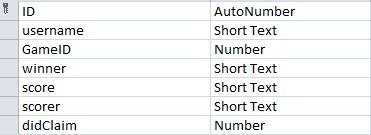 ID AutoNumber
username Short Text
GameID Number
winner Short Text
score Short Text
scorer Short Text
didClaim Number